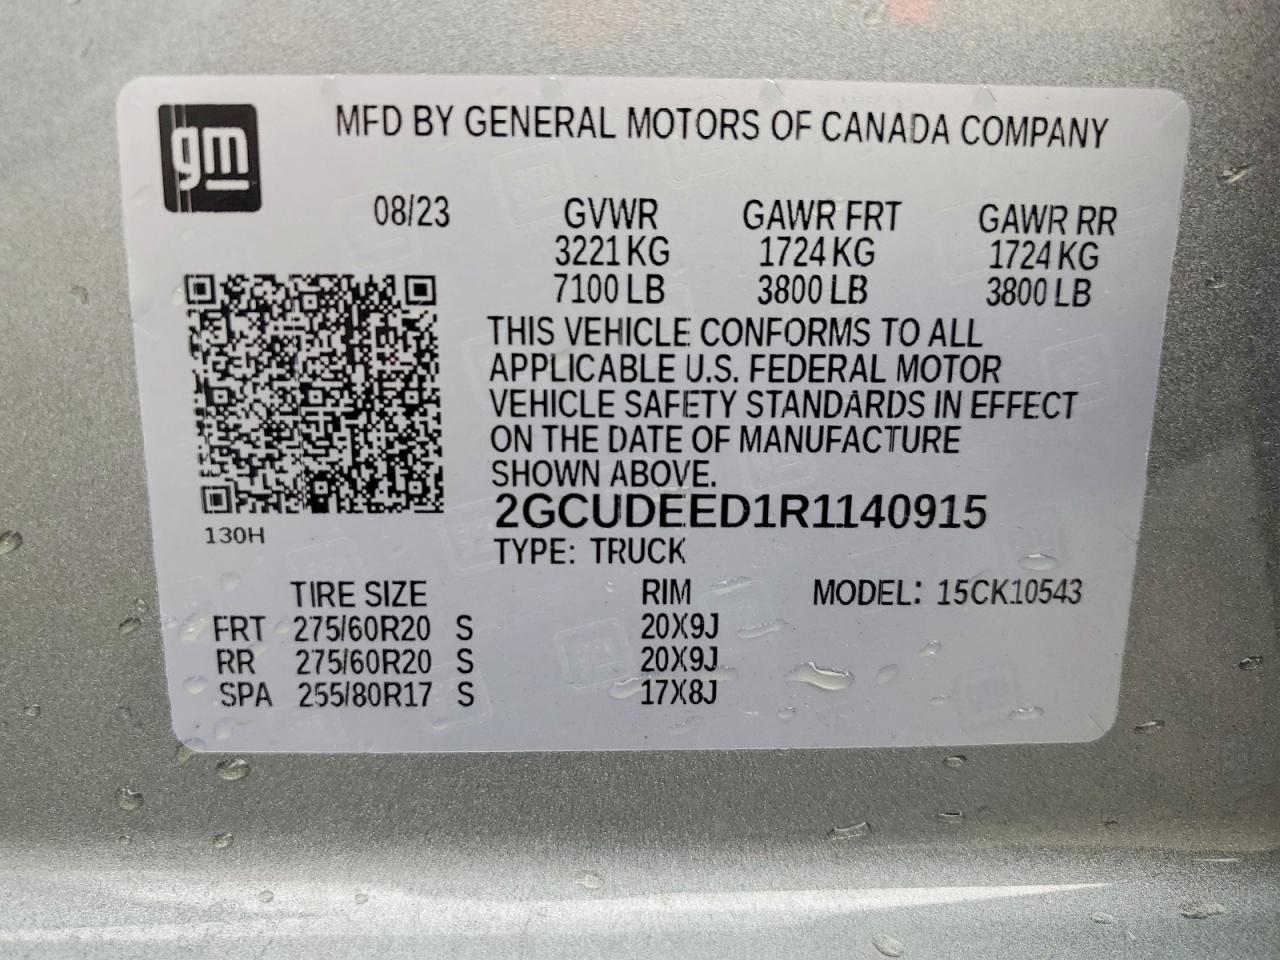 gm
MFD BY GENERAL MOTORS OF CANADA COMPANY
08/23 GVWR GAWR FRT GAWR RR
3221 KG 1724 KG 1724 KG
7100 LB 3800 LB 3800 LB
THIS VEHICLE CONFORMS TO ALL
APPLICABLE U.S. FEDERAL MOTOR
VEHICLE SAFETY STANDARDS IN EFFECT
ON THE DATE OF MANUFACTURE
SHOWN ABOVE.
2GCUDEED1R1140915
130H
TYPE: TRUCK
TIRE SIZE RIM MODEL: 15CK10543
FRT 275/60R20 S 20X9J
RR 275/60R20 S 20X9J
SPA 255/80R17 S 17X8J